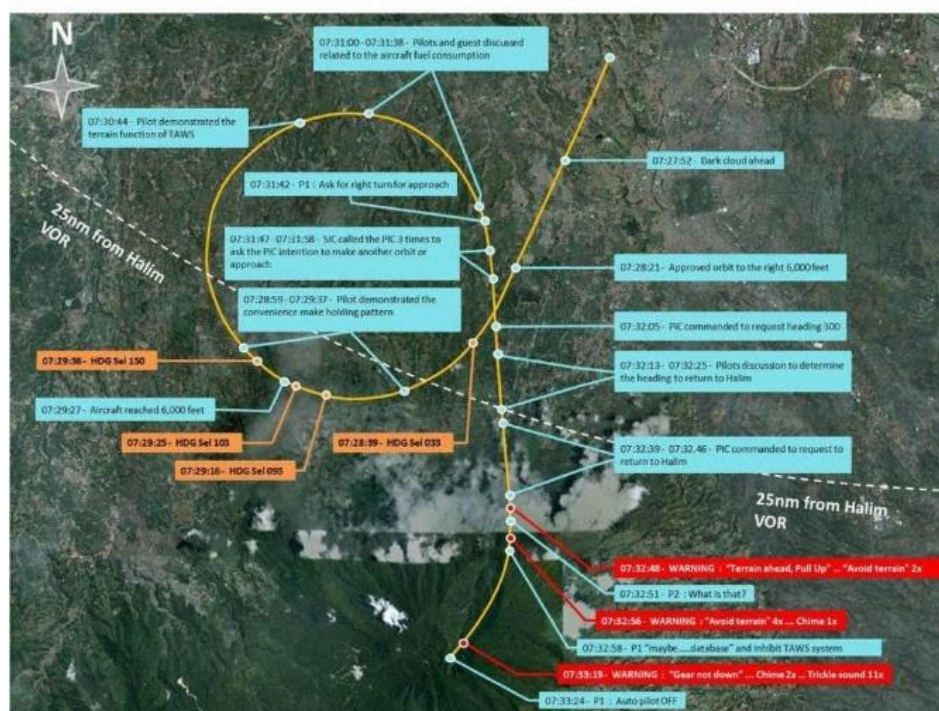 N
07:31:00 - 07:31:38 - Pilots and guest discussed
related to the aircraft fuel consumption
07:30:44 - Pilot demonstrated the
terrain function of TAWS
07:27:52 - Dark cloud ahead
07:31:42 - P1 : Ask for right turn for approach
25nm from Halim
VOR
07:31:47 - 07:31:58 - SIC called the PIC 3 times to
ask the PIC intention to make another orbit or
approach
07:28:21 - Approved orbit to the right 6,000 feet
07:28:59 - 07:29:37 - Pilot demonstrated the
convenience make holding pattern
07:32:05 - PIC commanded to request heading 300
07:29:36 - HDG Sel 150
07:32:13 - 07:32:25 - Pilots discussion to determine
the heading to return to Halim
07:29:27 - Aircraft reached 6,000 feet
07:29:25 - HDG Sel 103
07:28:39 - HDG Sel 033
07:29:16 - HDG Sel 093
07:32:39 - 07:32.46 - PIC commanded to request to
return to Halim
25nm from Halim
VOR
07:32:48 - WARNING : "Terrain ahead, Pull Up" ... "Avoid terrain" 2x
07:32:51 - P2 : What is that?
07:32:56 - WARNING : "Avoid terrain" 4x ... Chime 1x
07:32:58 - P1 "maybe.....database" and inhibit TAWS system
07:33:19 - WARNING : "Gear not down" ... Chime 2x ... Trickle sound 11x
07:33:24 - P1 : Auto pilot OFF